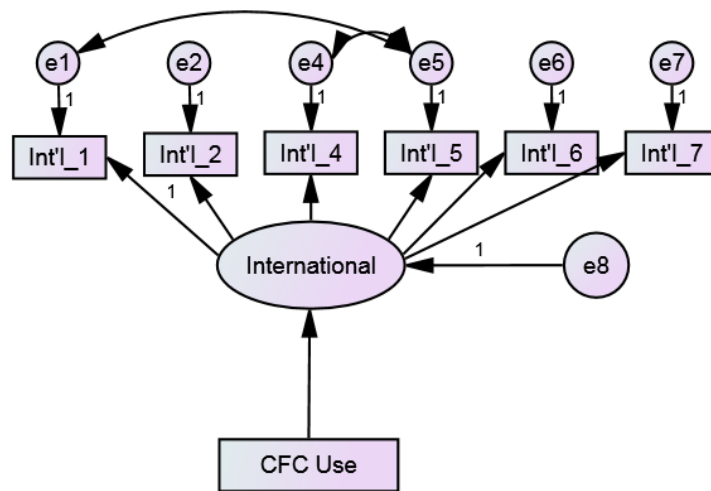 e1 e2 e4 e5 e6 e7
1 1 1 1 1 1
Int'l_1 Int'l_2 Int'l_4 Int'l_5 Int'l_6 Int'l_7
1
International 1 e8
CFC Use